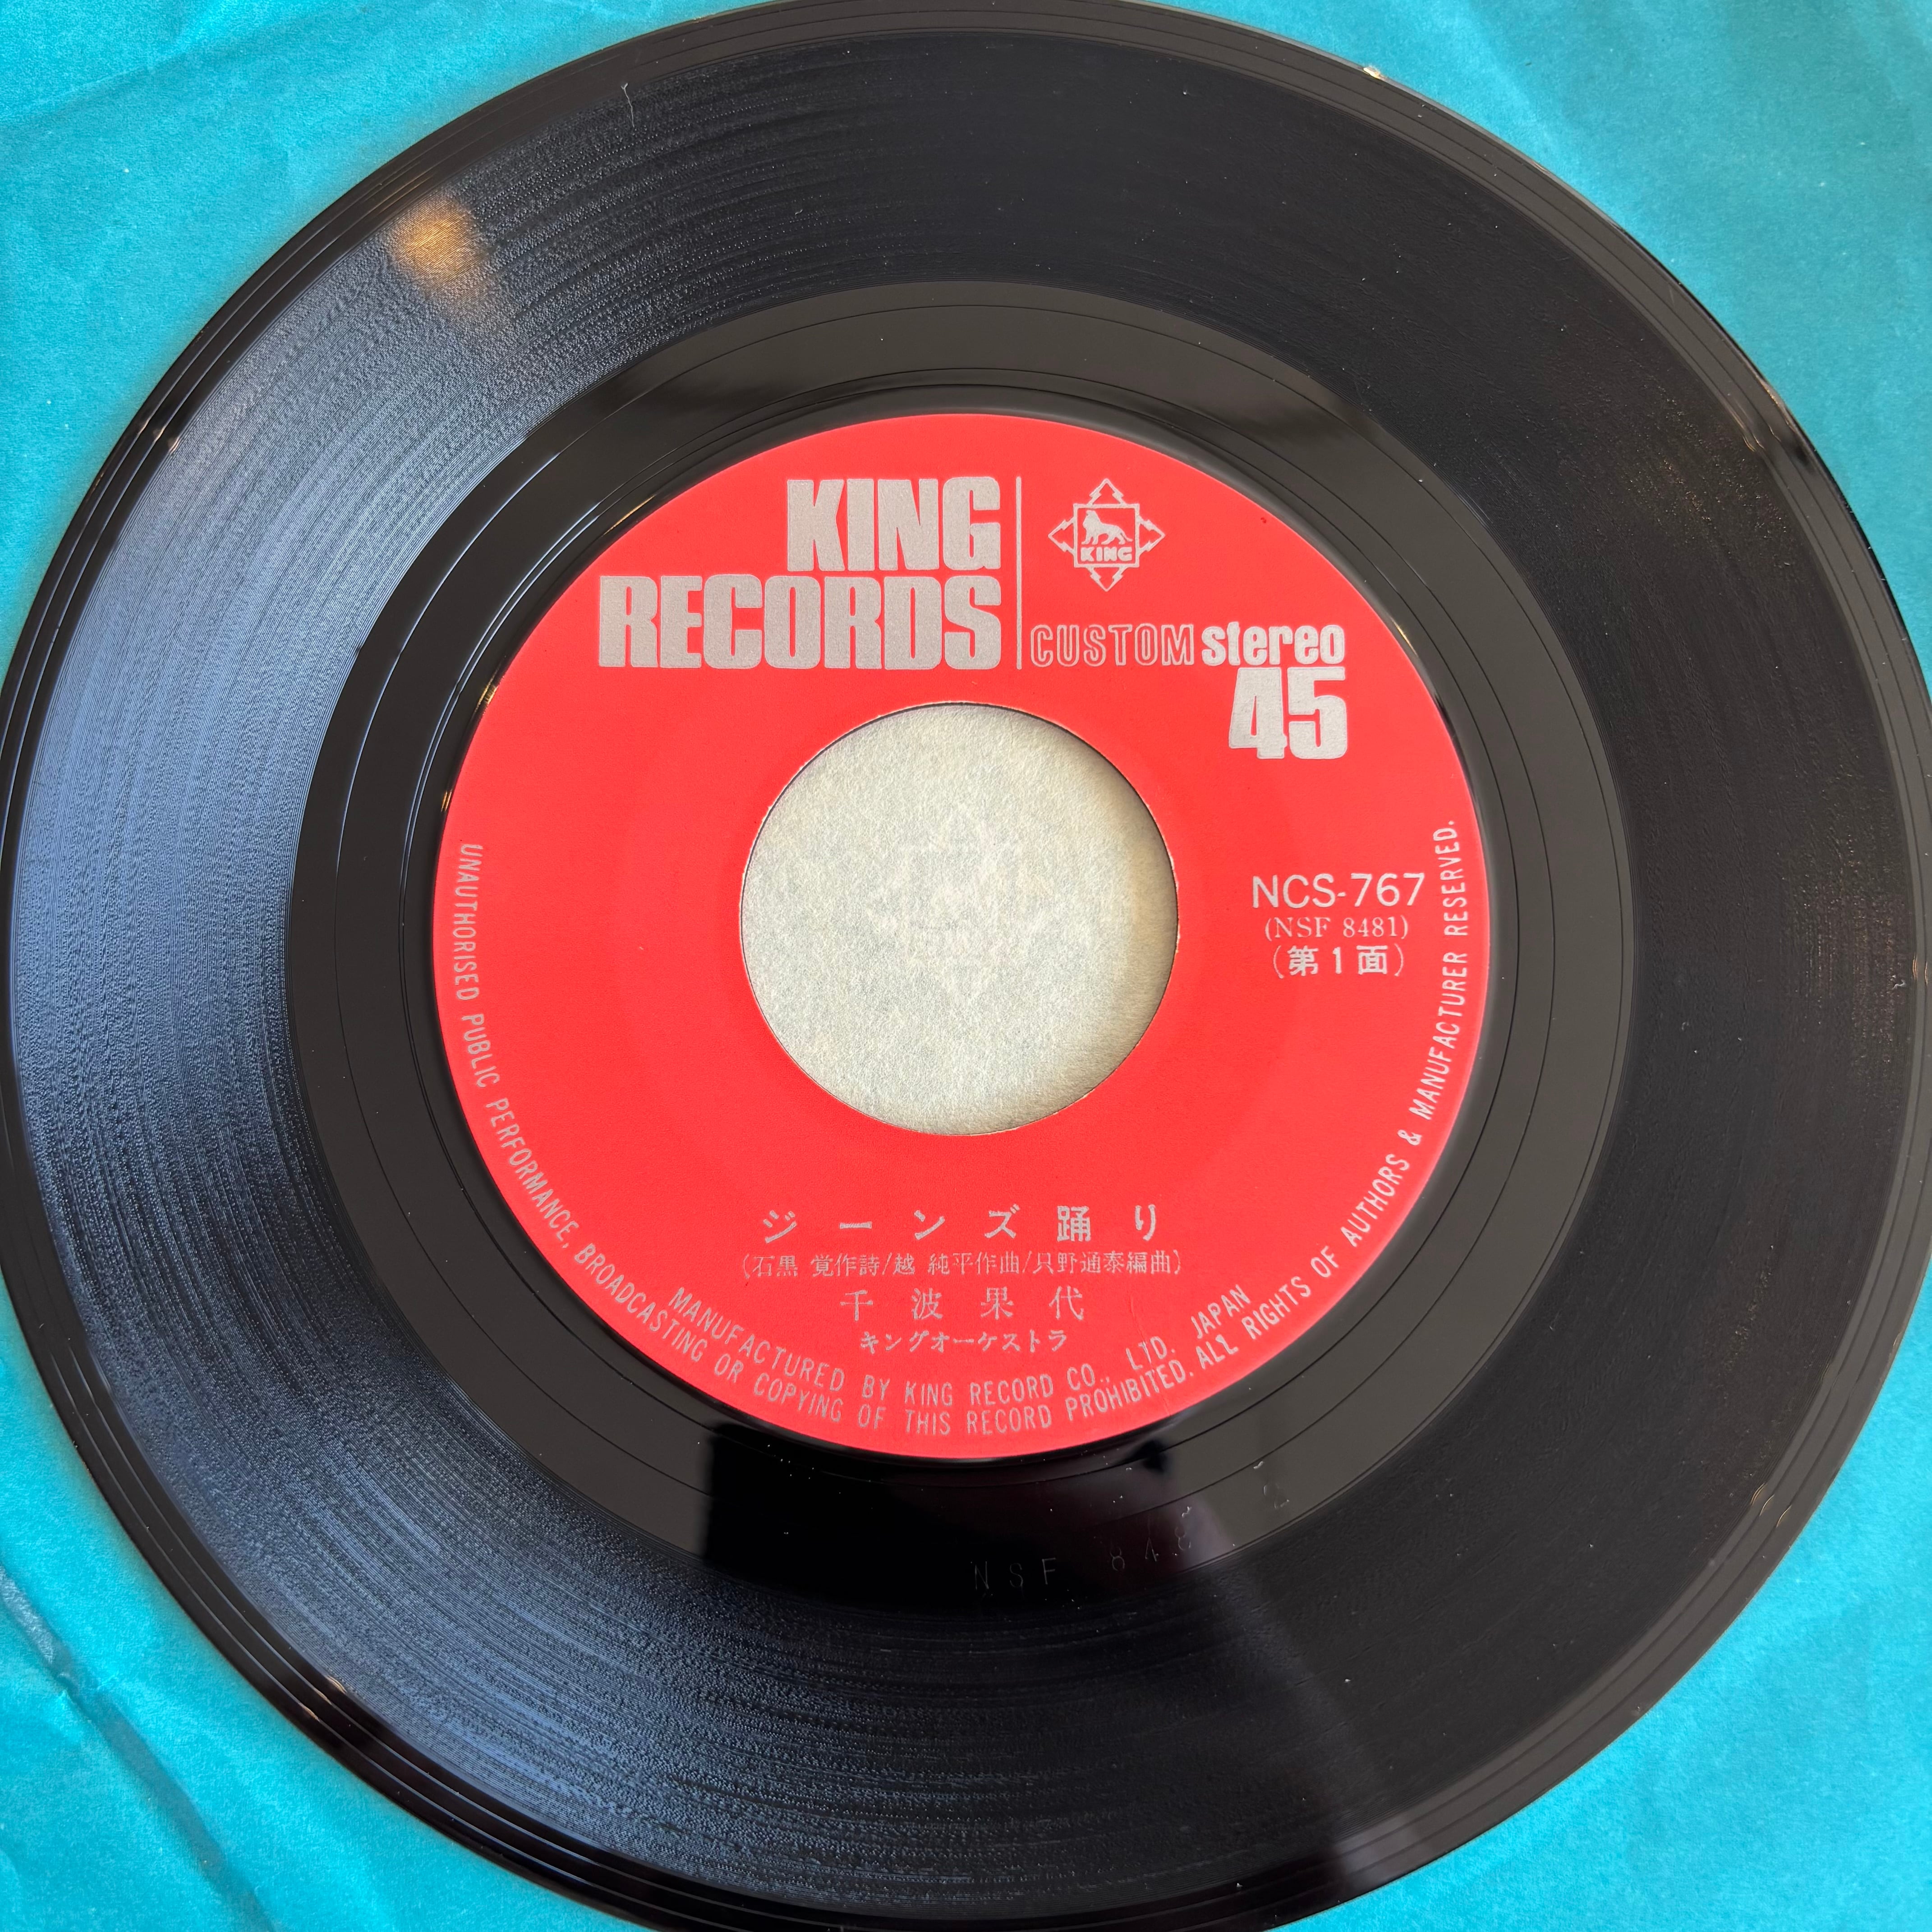 KING
RECORDS
KING
CUSTOM stereo
45
NCS-767
(NSF 8481)
(第1面)
ジーンズ踊り
(石黒 覚作詩/越 純平作曲/只野通泰編曲)
千波果代
キングオーケストラ
MANUFACTURED BY KING RECORD CO., LTD. JAPAN
UNAUTHORISED PUBLIC PERFORMANCE, BROADCASTING OR COPYING OF THIS RECORD PROHIBITED. ALL RIGHTS OF AUTHORS & MANUFACTURER RESERVED.
NSF